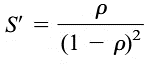 S′ = ρ / (1 − ρ)²